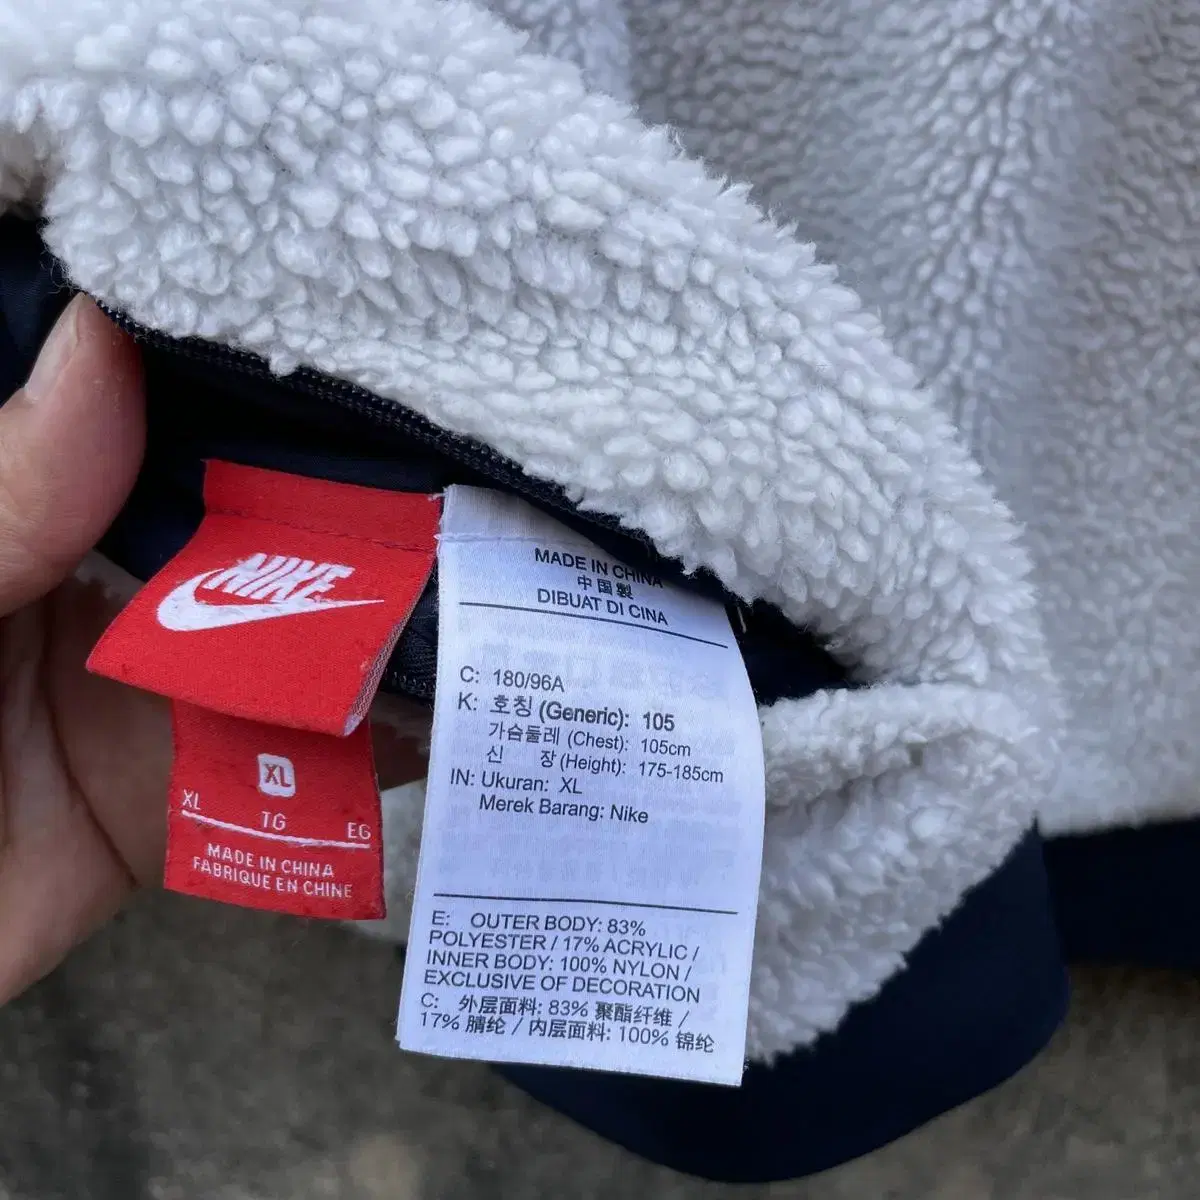 NIKE
XL
XL TG EG
MADE IN CHINA
FABRIQUE EN CHINE
MADE IN CHINA
中国製
DIBUAT DI CINA
C: 180/96A
K: 호칭 (Generic): 105
가슴둘레 (Chest): 105cm
신 장 (Height): 175-185cm
IN: Ukuran: XL
Merek Barang: Nike
E: OUTER BODY: 83%
POLYESTER / 17% ACRYLIC /
INNER BODY: 100% NYLON /
EXCLUSIVE OF DECORATION
C: 外层面料: 83% 聚酯纤维 /
17% 腈纶 / 内层面料: 100% 锦纶